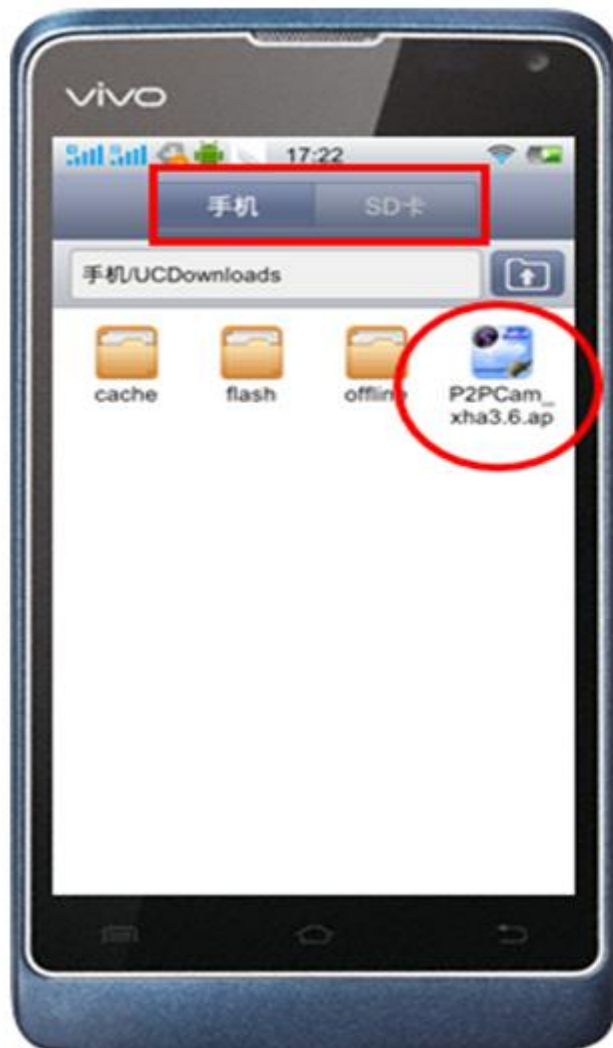 vivo
17:22
手机
SD卡
手机/UCDownloads
cache
flash
offline
P2PCam_
xha3.6.ap